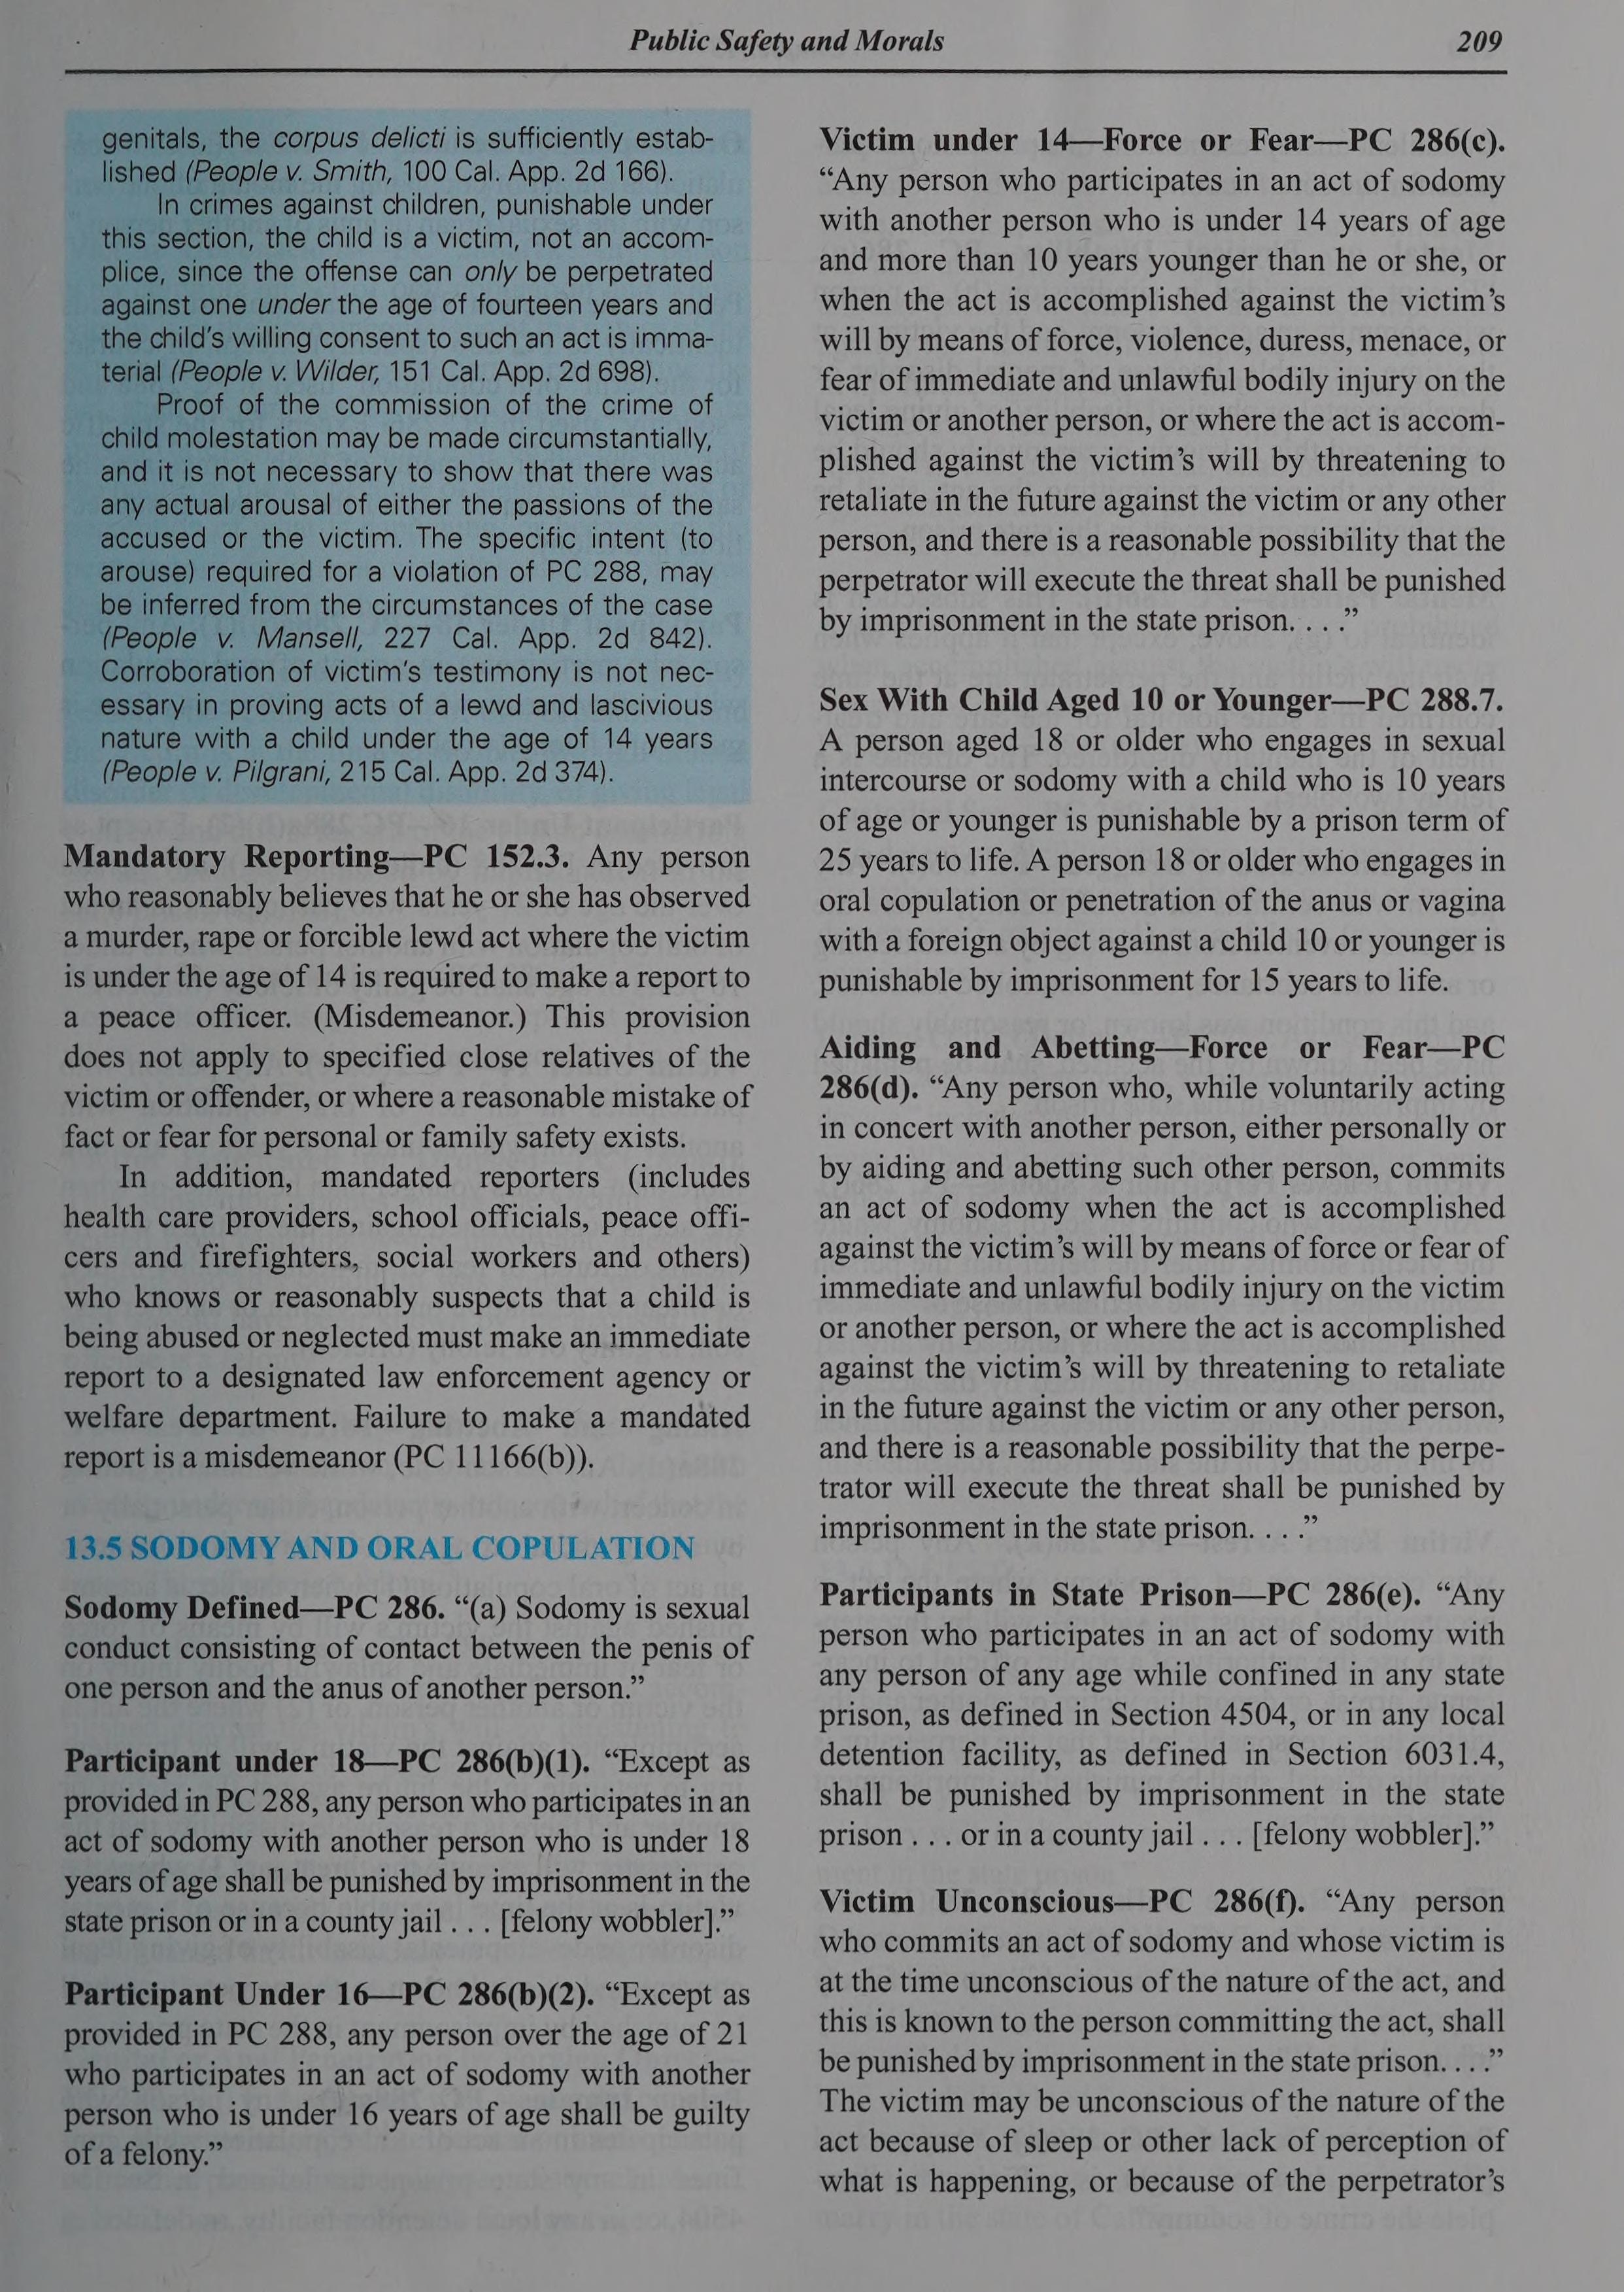 Public Safety and Morals
209
genitals, the corpus delicti is sufficiently estab-
lished (People v. Smith, 100 Cal. App. 2d 166).
In crimes against children, punishable under
this section, the child is a victim, not an accom-
plice, since the offense can only be perpetrated
against one under the age of fourteen years and
the child's willing consent to such an act is imma-
terial (People v. Wilder, 151 Cal. App. 2d 698).
Proof of the commission of the crime of
child molestation may be made circumstantially,
and it is not necessary to show that there was
any actual arousal of either the passions of the
accused or the victim. The specific intent (to
arouse) required for a violation of PC 288, may
be inferred from the circumstances of the case
(People v. Mansell, 227 Cal. App. 2d 842).
Corroboration of victim's testimony is not nec-
essary in proving acts of a lewd and lascivious
nature with a child under the age of 14 years
(People v. Pilgrani, 215 Cal. App. 2d 374).
Mandatory Reporting—PC 152.3. Any person
who reasonably believes that he or she has observed
a murder, rape or forcible lewd act where the victim
is under the age of 14 is required to make a report to
a peace officer. (Misdemeanor.) This provision
does not apply to specified close relatives of the
victim or offender, or where a reasonable mistake of
fact or fear for personal or family safety exists.
In addition, mandated reporters (includes
health care providers, school officials, peace offi-
cers and firefighters, social workers and others)
who knows or reasonably suspects that a child is
being abused or neglected must make an immediate
report to a designated law enforcement agency or
welfare department. Failure to make a mandated
report is a misdemeanor (PC 11166(b)).
13.5 SODOMY AND ORAL COPULATION
Sodomy Defined—PC 286. “(a) Sodomy is sexual
conduct consisting of contact between the penis of
one person and the anus of another person.”
Participant under 18—PC 286(b)(1). “Except as
provided in PC 288, any person who participates in an
act of sodomy with another person who is under 18
years of age shall be punished by imprisonment in the
state prison or in a county jail . . . [felony wobbler].”
Participant Under 16—PC 286(b)(2). “Except as
provided in PC 288, any person over the age of 21
who participates in an act of sodomy with another
person who is under 16 years of age shall be guilty
of a felony.”
Victim under 14—Force or Fear—PC 286(c).
“Any person who participates in an act of sodomy
with another person who is under 14 years of age
and more than 10 years younger than he or she, or
when the act is accomplished against the victim's
will by means of force, violence, duress, menace, or
fear of immediate and unlawful bodily injury on the
victim or another person, or where the act is accom-
plished against the victim's will by threatening to
retaliate in the future against the victim or any other
person, and there is a reasonable possibility that the
perpetrator will execute the threat shall be punished
by imprisonment in the state prison. . . .”
Sex With Child Aged 10 or Younger—PC 288.7.
A person aged 18 or older who engages in sexual
intercourse or sodomy with a child who is 10 years
of age or younger is punishable by a prison term of
25 years to life. A person 18 or older who engages in
oral copulation or penetration of the anus or vagina
with a foreign object against a child 10 or younger is
punishable by imprisonment for 15 years to life.
Aiding and Abetting—Force or Fear—PC
286(d). “Any person who, while voluntarily acting
in concert with another person, either personally or
by aiding and abetting such other person, commits
an act of sodomy when the act is accomplished
against the victim's will by means of force or fear of
immediate and unlawful bodily injury on the victim
or another person, or where the act is accomplished
against the victim's will by threatening to retaliate
in the future against the victim or any other person,
and there is a reasonable possibility that the perpe-
trator will execute the threat shall be punished by
imprisonment in the state prison. . . .”
Participants in State Prison—PC 286(e). “Any
person who participates in an act of sodomy with
any person of any age while confined in any state
prison, as defined in Section 4504, or in any local
detention facility, as defined in Section 6031.4,
shall be punished by imprisonment in the state
prison . . . or in a county jail . . . [felony wobbler].”
Victim Unconscious—PC 286(f). “Any person
who commits an act of sodomy and whose victim is
at the time unconscious of the nature of the act, and
this is known to the person committing the act, shall
be punished by imprisonment in the state prison. . . .”
The victim may be unconscious of the nature of the
act because of sleep or other lack of perception of
what is happening, or because of the perpetrator's